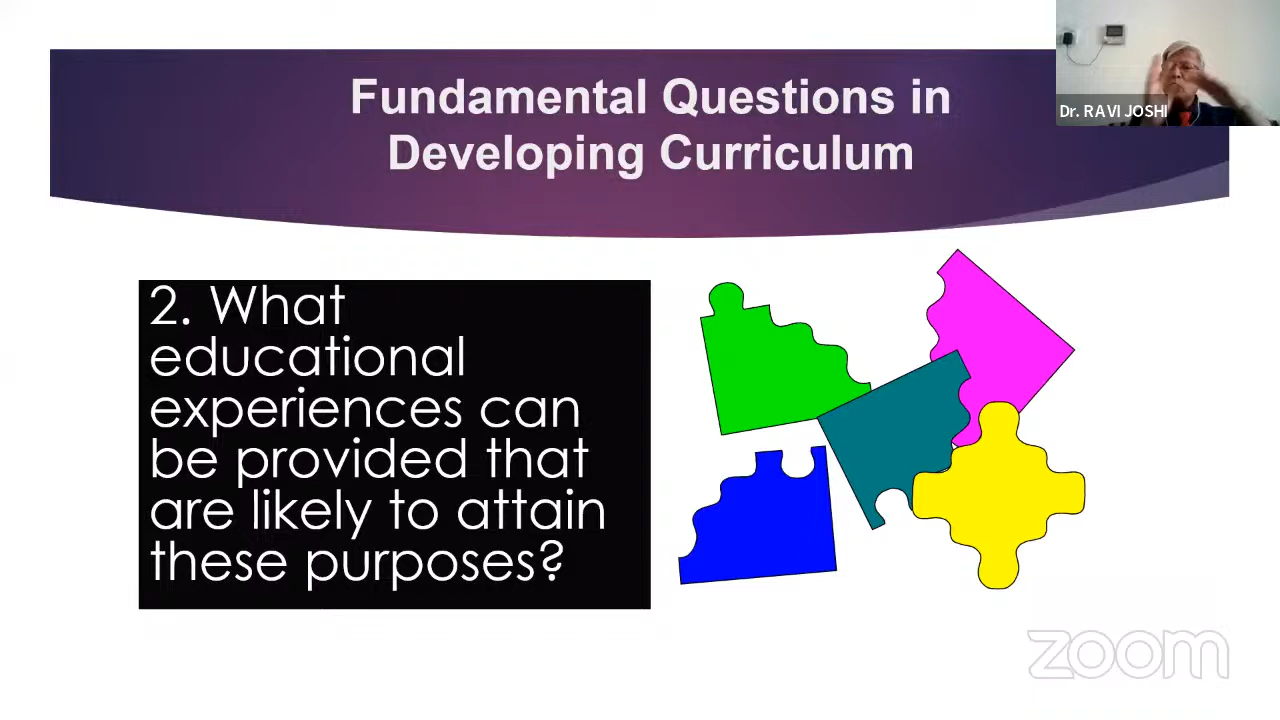 Fundamental Questions in
Developing Curriculum
Dr. RAVI JOSHI
2. What
educational
experiences can
be provided that
are likely to attain
these purposes?
zoom